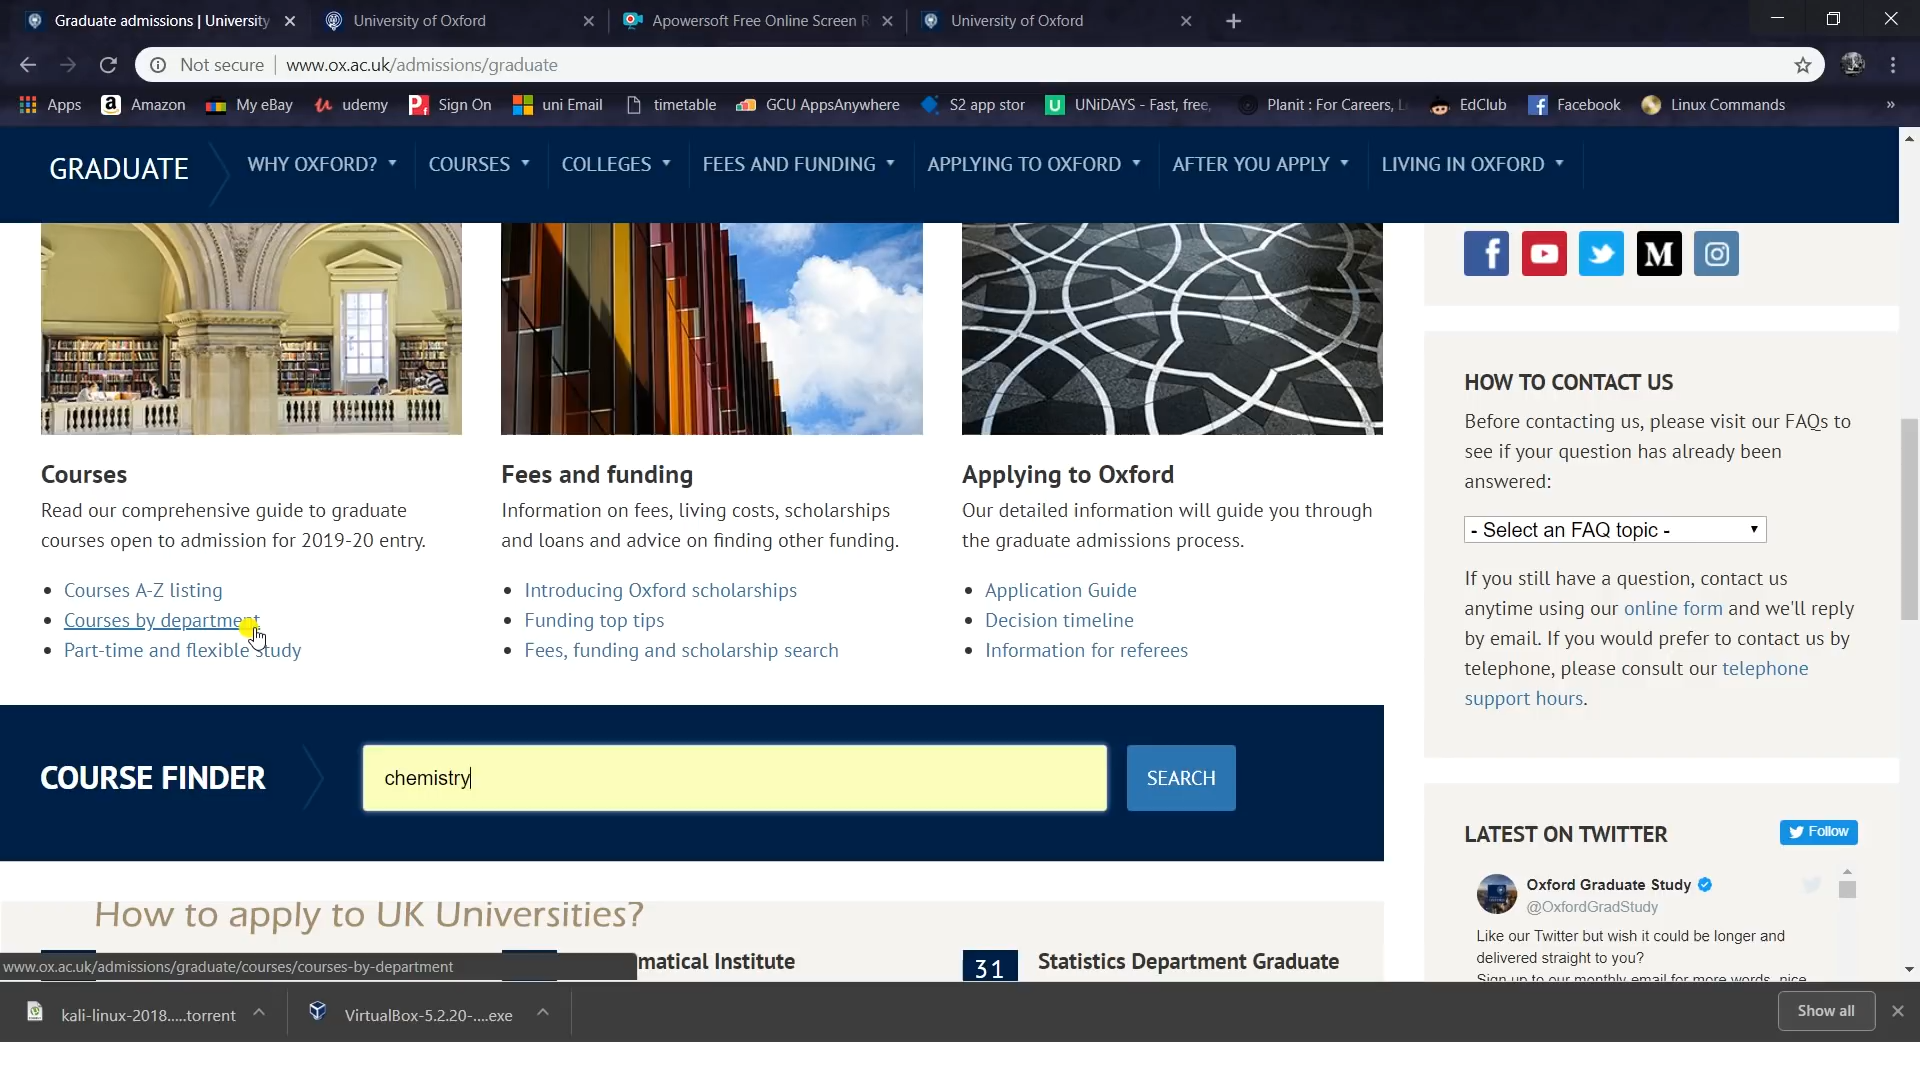 Graduate admissions | University
University of Oxford
Apowersoft Free Online Screen R
University of Oxford
Not secure
www.ox.ac.uk/admissions/graduate
Apps
Amazon
My eBay
udemy
Sign On
uni Email
timetable
GCU AppsAnywhere
S2 app stor
UNiDAYS - Fast, free,
Planit : For Careers, L
EdClub
Facebook
Linux Commands
»
GRADUATE
WHY OXFORD?
COURSES
COLLEGES
FEES AND FUNDING
APPLYING TO OXFORD
AFTER YOU APPLY
LIVING IN OXFORD
Courses
Read our comprehensive guide to graduate
courses open to admission for 2019-20 entry.
• Courses A-Z listing
• Courses by department
• Part-time and flexible study
Fees and funding
Information on fees, living costs, scholarships
and loans and advice on finding other funding.
• Introducing Oxford scholarships
• Funding top tips
• Fees, funding and scholarship search
Applying to Oxford
Our detailed information will guide you through
the graduate admissions process.
• Application Guide
• Decision timeline
• Information for referees
COURSE FINDER
chemistry
SEARCH
How to apply to UK Universities?
matical Institute
31
Statistics Department Graduate
HOW TO CONTACT US
Before contacting us, please visit our FAQs to
see if your question has already been
answered:
- Select an FAQ topic -
If you still have a question, contact us
anytime using our online form and we'll reply
by email. If you would prefer to contact us by
telephone, please consult our telephone
support hours.
LATEST ON TWITTER
Follow
Oxford Graduate Study
@OxfordGradStudy
Like our Twitter but wish it could be longer and
delivered straight to you?
Sign up to our monthly email for more words, nice
www.ox.ac.uk/admissions/graduate/courses/courses-by-department
kali-linux-2018.....torrent
VirtualBox-5.2.20-....exe
Show all